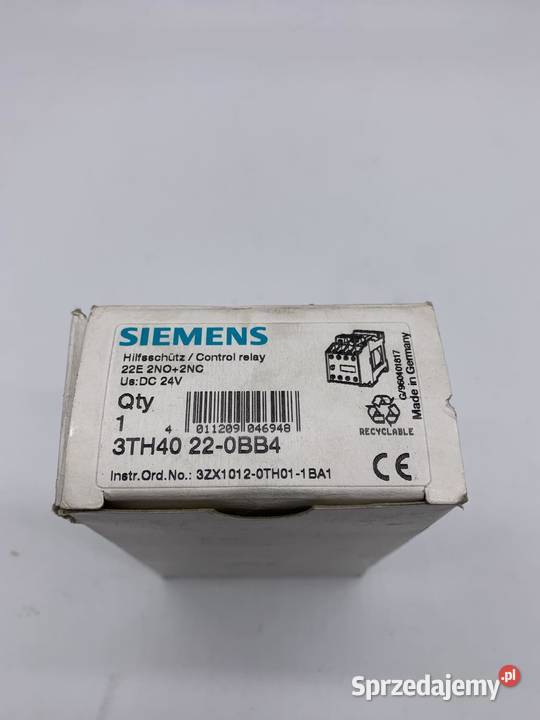 SIEMENS
Hilfsschütz / Control relay
22E 2NO+2NC
Us:DC 24V
Qty
1
4 011209 046948
3TH40 22-0BB4
Instr.Ord.No.: 3ZX1012-0TH01-1BA1
G/960401817
Made in Germany
RECYCLABLE
CE
Sprzedajemy.pl